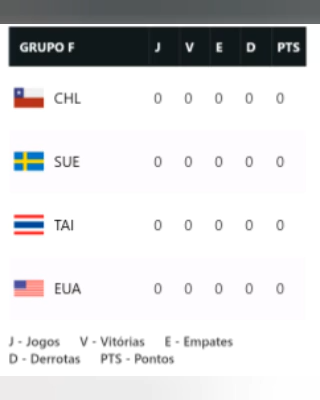 GRUPO F J V E D PTS
CHL 0 0 0 0 0
SUE 0 0 0 0 0
TAI 0 0 0 0 0
EUA 0 0 0 0 0
J - Jogos V - Vitórias E - Empates
D - Derrotas PTS - Pontos